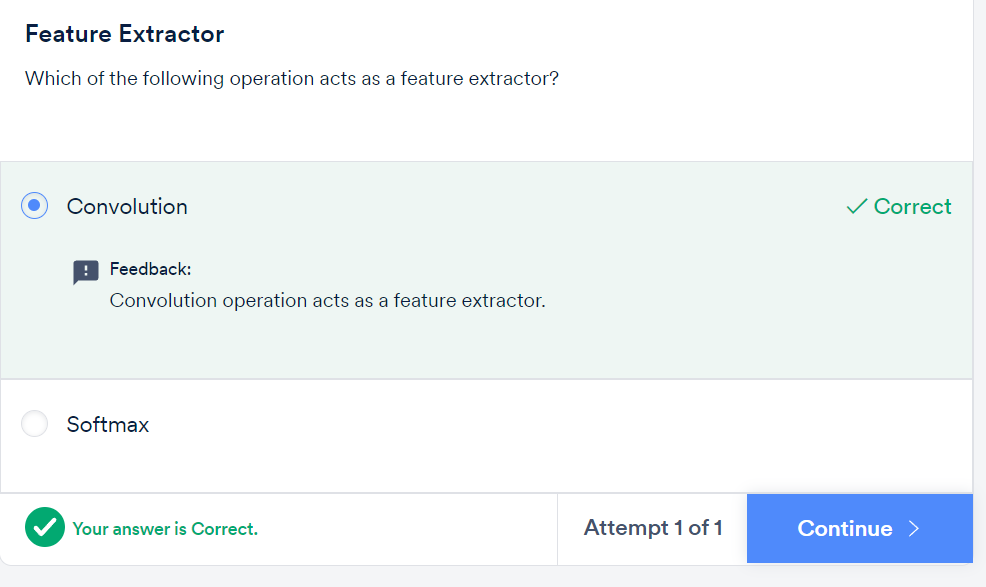 Feature Extractor
Which of the following operation acts as a feature extractor?
Convolution
Correct
Feedback:
Convolution operation acts as a feature extractor.
Softmax
Your answer is Correct.
Attempt 1 of 1
Continue